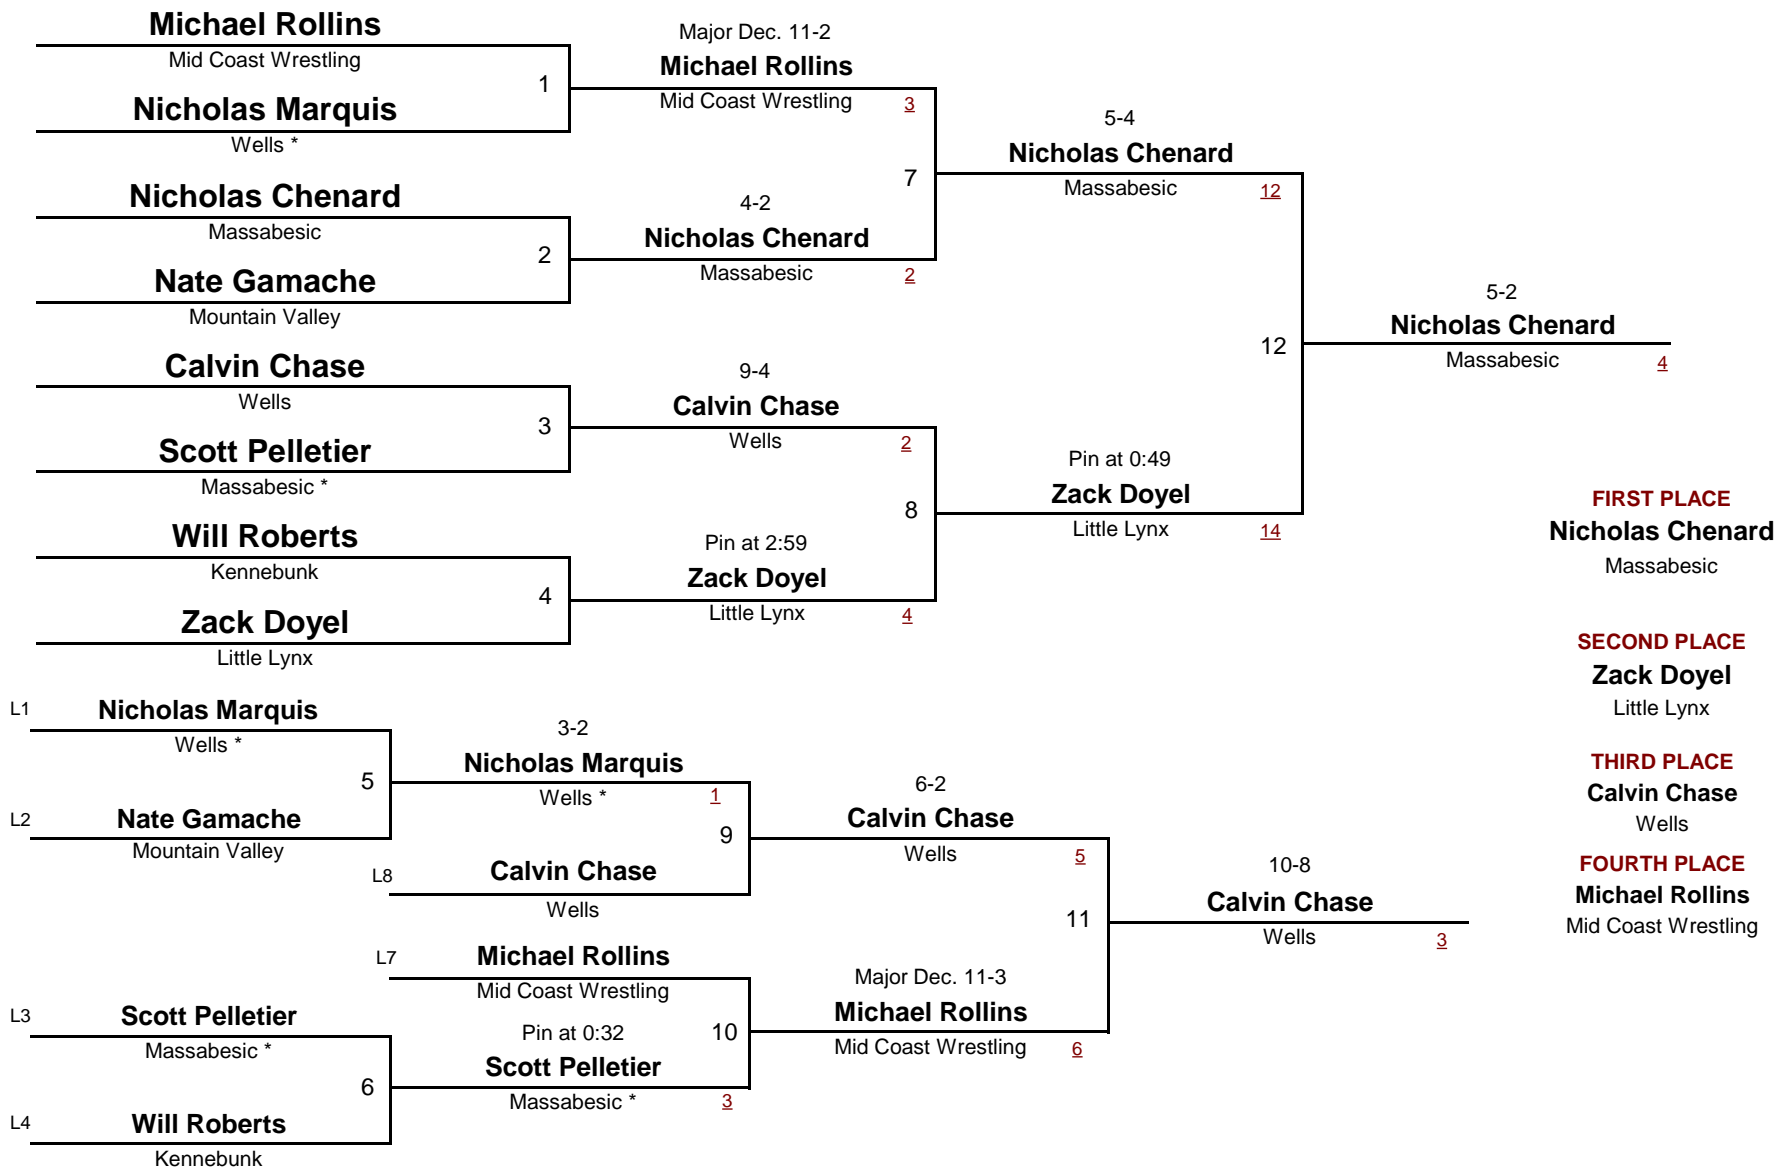 Michael Rollins
Mid Coast Wrestling
1
Nicholas Marquis
Wells *
Major Dec. 11-2
Michael Rollins
Mid Coast Wrestling
3
Nicholas Chenard
Massabesic
2
Nate Gamache
Mountain Valley
4-2
Nicholas Chenard
Massabesic
2
7
5-4
Nicholas Chenard
Massabesic
12
Calvin Chase
Wells
3
Scott Pelletier
Massabesic *
9-4
Calvin Chase
Wells
2
Will Roberts
Kennebunk
4
Zack Doyel
Little Lynx
Pin at 2:59
Zack Doyel
Little Lynx
4
8
Pin at 0:49
Zack Doyel
Little Lynx
14
12
5-2
Nicholas Chenard
Massabesic
4
FIRST PLACE
Nicholas Chenard
Massabesic
SECOND PLACE
Zack Doyel
Little Lynx
THIRD PLACE
Calvin Chase
Wells
FOURTH PLACE
Michael Rollins
Mid Coast Wrestling
L1
Nicholas Marquis
Wells *
5
L2
Nate Gamache
Mountain Valley
3-2
Nicholas Marquis
Wells *
1
9
L8
Calvin Chase
Wells
6-2
Calvin Chase
Wells
5
L7
Michael Rollins
Mid Coast Wrestling
10
L3
Scott Pelletier
Massabesic *
6
L4
Will Roberts
Kennebunk
Pin at 0:32
Scott Pelletier
Massabesic *
3
Major Dec. 11-3
Michael Rollins
Mid Coast Wrestling
6
11
10-8
Calvin Chase
Wells
3